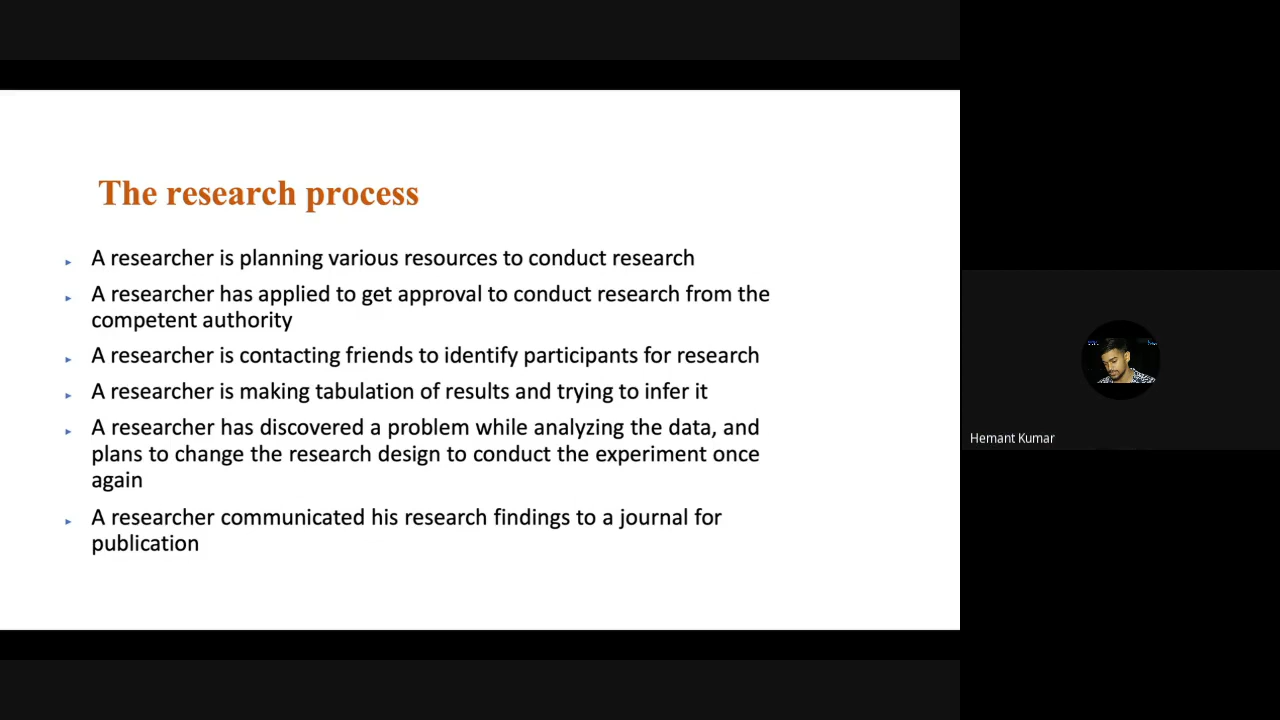 The research process
A researcher is planning various resources to conduct research
A researcher has applied to get approval to conduct research from the
competent authority
A researcher is contacting friends to identify participants for research
A researcher is making tabulation of results and trying to infer it
A researcher has discovered a problem while analyzing the data, and
plans to change the research design to conduct the experiment once
again
A researcher communicated his research findings to a journal for
publication
Hemant Kumar